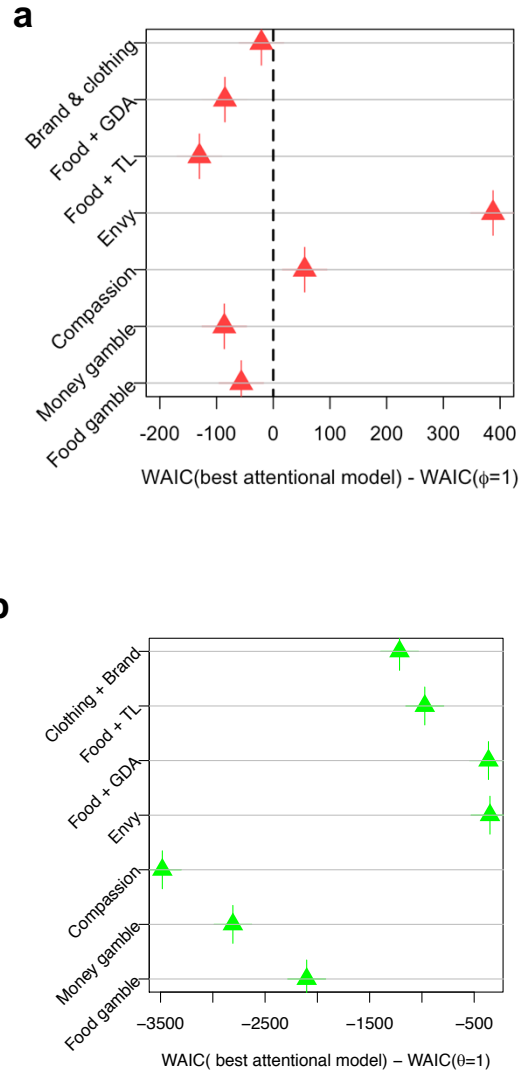 a
Brand & clothing
Food + GDA
Food + TL
Envy
Compassion
Money gamble
Food gamble
-200 -100 0 100 200 300 400
WAIC(best attentional model) - WAIC(ϕ=1)
b
Clothing + Brand
Food + TL
Food + GDA
Envy
Compassion
Money gamble
Food gamble
−3500 −2500 −1500 −500
WAIC( best attentional model) − WAIC(θ=1)